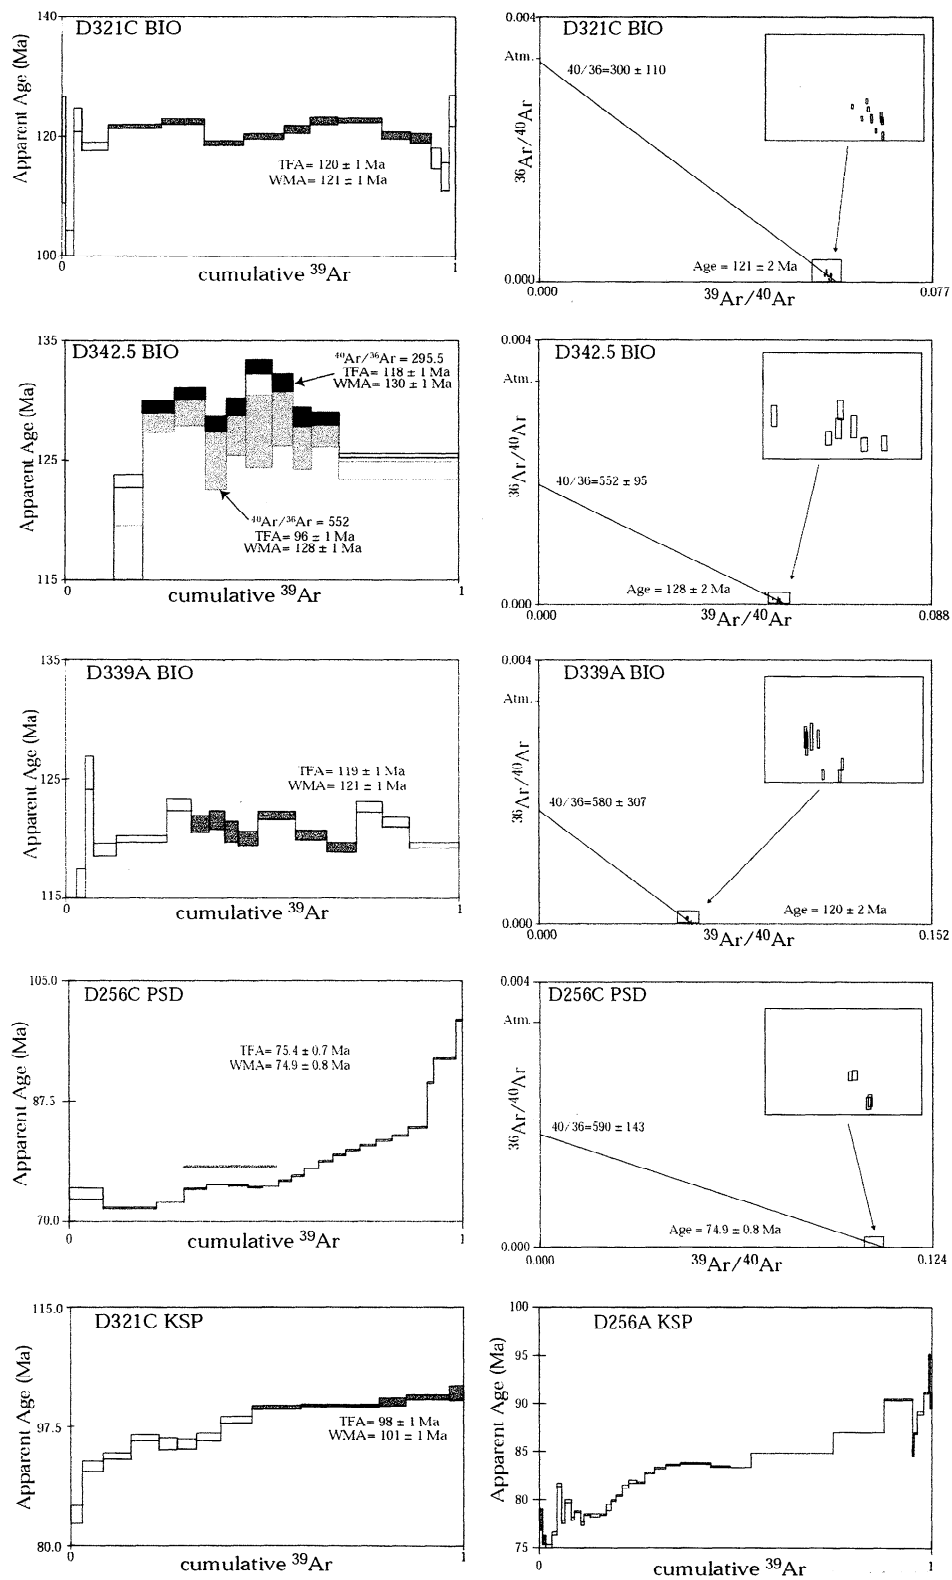 140
D321C BIO
Apparent Age (Ma)
120
TFA= 120 ± 1 Ma
WMA= 121 ± 1 Ma
100
0
cumulative ³⁹Ar
1
0.004
D321C BIO
Atm.
40/36=300 ± 110
³⁶Ar/⁴⁰Ar
Age = 121 ± 2 Ma
0.000
0.000
³⁹Ar/⁴⁰Ar
0.077
135
D342.5 BIO
⁴⁰Ar/³⁶Ar = 295.5
TFA= 118 ± 1 Ma
WMA= 130 ± 1 Ma
Apparent Age (Ma)
125
⁴⁰Ar/³⁶Ar = 552
TFA= 96 ± 1 Ma
WMA= 128 ± 1 Ma
115
0
cumulative ³⁹Ar
1
0.004
D342.5 BIO
Atm.
³⁶Ar/⁴⁰Ar
40/36=552 ± 95
Age = 128 ± 2 Ma
0.000
0.000
³⁹Ar/⁴⁰Ar
0.088
135
D339A BIO
Apparent Age (Ma)
125
TFA= 119 ± 1 Ma
WMA= 121 ± 1 Ma
115
0
cumulative ³⁹Ar
1
0.004
D339A BIO
Atm.
³⁶Ar/⁴⁰Ar
40/36=580 ± 307
Age = 120 ± 2 Ma
0.000
0.000
³⁹Ar/⁴⁰Ar
0.152
105.0
D256C PSD
TFA= 75.4 ± 0.7 Ma
WMA= 74.9 ± 0.8 Ma
Apparent Age (Ma)
87.5
70.0
0
cumulative ³⁹Ar
1
0.004
D256C PSD
Atm.
³⁶Ar/⁴⁰Ar
40/36=590 ± 143
Age = 74.9 ± 0.8 Ma
0.000
0.000
³⁹Ar/⁴⁰Ar
0.124
115.0
D321C KSP
Apparent Age (Ma)
97.5
TFA= 98 ± 1 Ma
WMA= 101 ± 1 Ma
80.0
0
cumulative ³⁹Ar
1
100
D256A KSP
95
Apparent Age (Ma)
90
85
80
75
0
cumulative ³⁹Ar
1